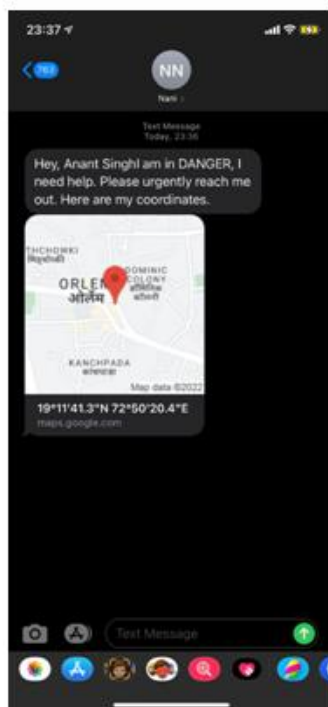 23:37
763
NN
Nani
Text Message
Today, 23:36
Hey, Anant SinghI am in DANGER, I
need help. Please urgently reach me
out. Here are my coordinates.
DOMINIC
COLONY
डॉमिनिक
कॉलनी
ORLEM
ओर्लेम
KANCHPADA
कांचपाडा
Map data ©2022
19°11'41.3"N 72°50'20.4"E
maps.google.com
Text Message